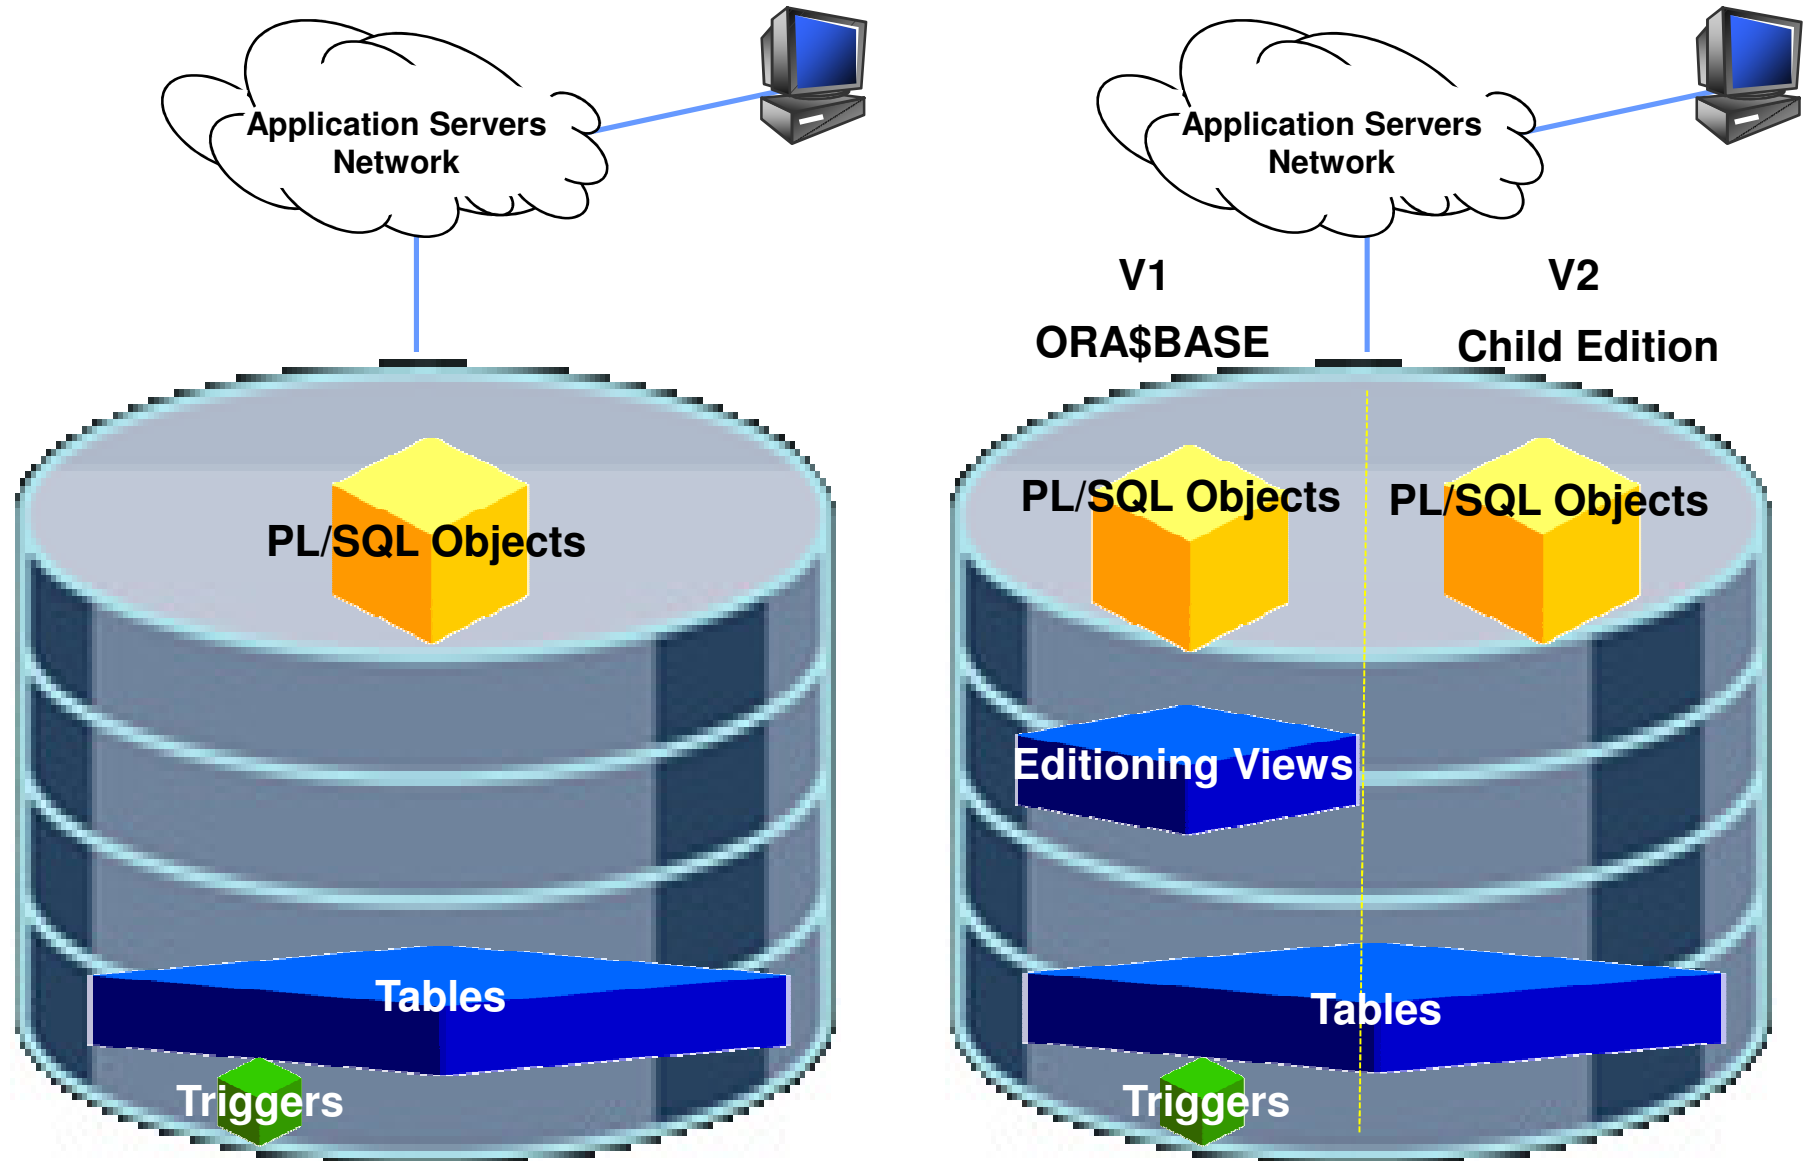 Application Servers
Network
PL/SQL Objects
Tables
Triggers
Application Servers
Network
V1
V2
ORA$BASE
Child Edition
PL/SQL Objects
PL/SQL Objects
Editioning Views
Tables
Triggers